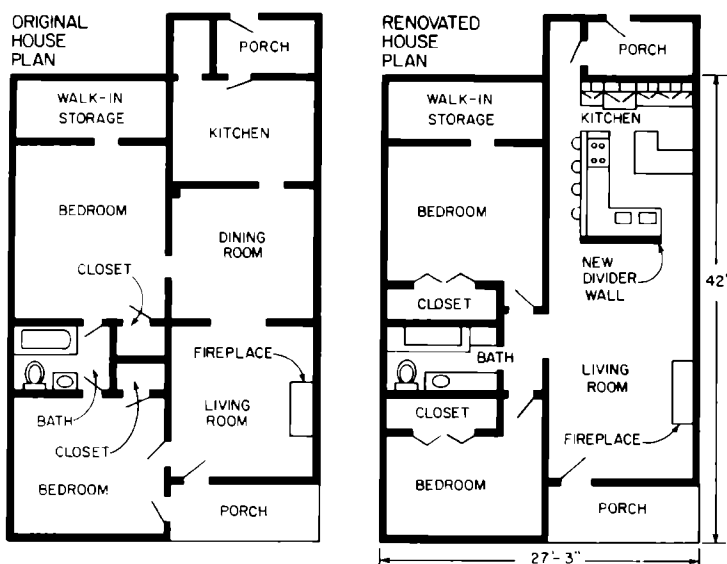 ORIGINAL
HOUSE
PLAN
PORCH
WALK-IN
STORAGE
KITCHEN
BEDROOM
DINING
ROOM
CLOSET
FIREPLACE
LIVING
ROOM
BATH
CLOSET
BEDROOM
PORCH
RENOVATED
HOUSE
PLAN
PORCH
WALK-IN
STORAGE
KITCHEN
BEDROOM
NEW
DIVIDER
WALL
42'
CLOSET
BATH
LIVING
ROOM
CLOSET
FIREPLACE
BEDROOM
PORCH
27'-3"